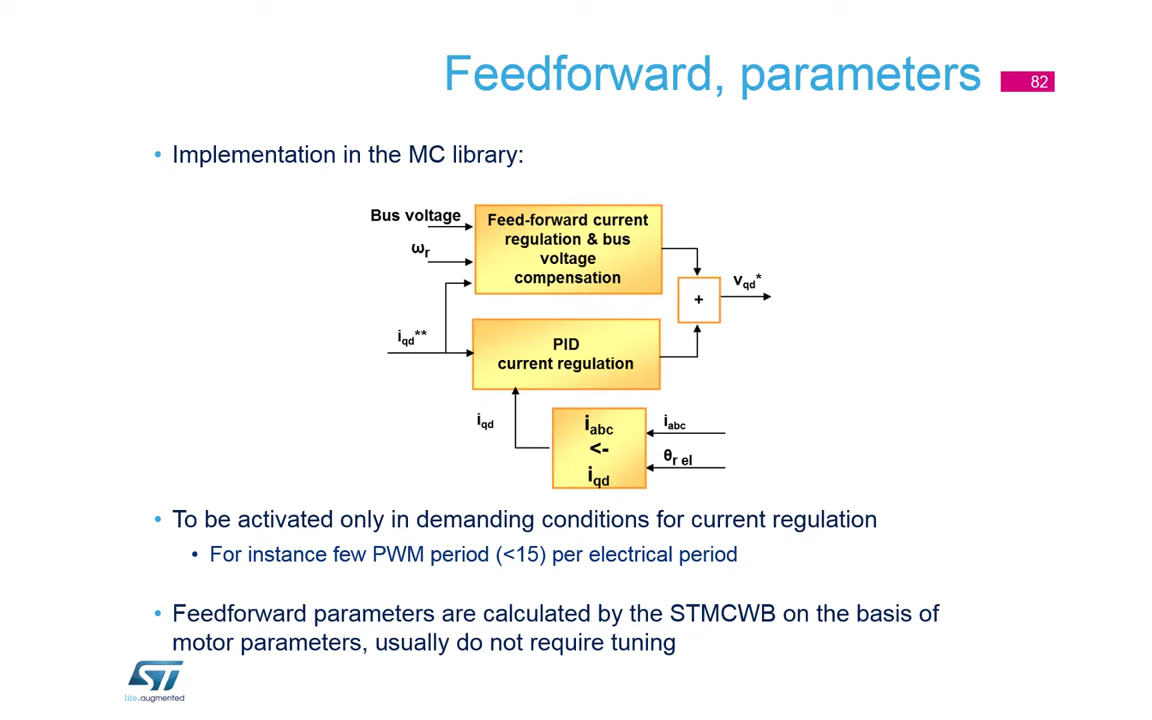 Feedforward, parameters
82
• Implementation in the MC library:
Bus voltage
ωr
iqd**
Feed-forward current
regulation & bus
voltage
compensation
+
vqd*
PID
current regulation
iqd
iabc
<-
iqd
iabc
θr el
• To be activated only in demanding conditions for current regulation
• For instance few PWM period (<15) per electrical period
• Feedforward parameters are calculated by the STMCWB on the basis of
motor parameters, usually do not require tuning
ST
life.augmented